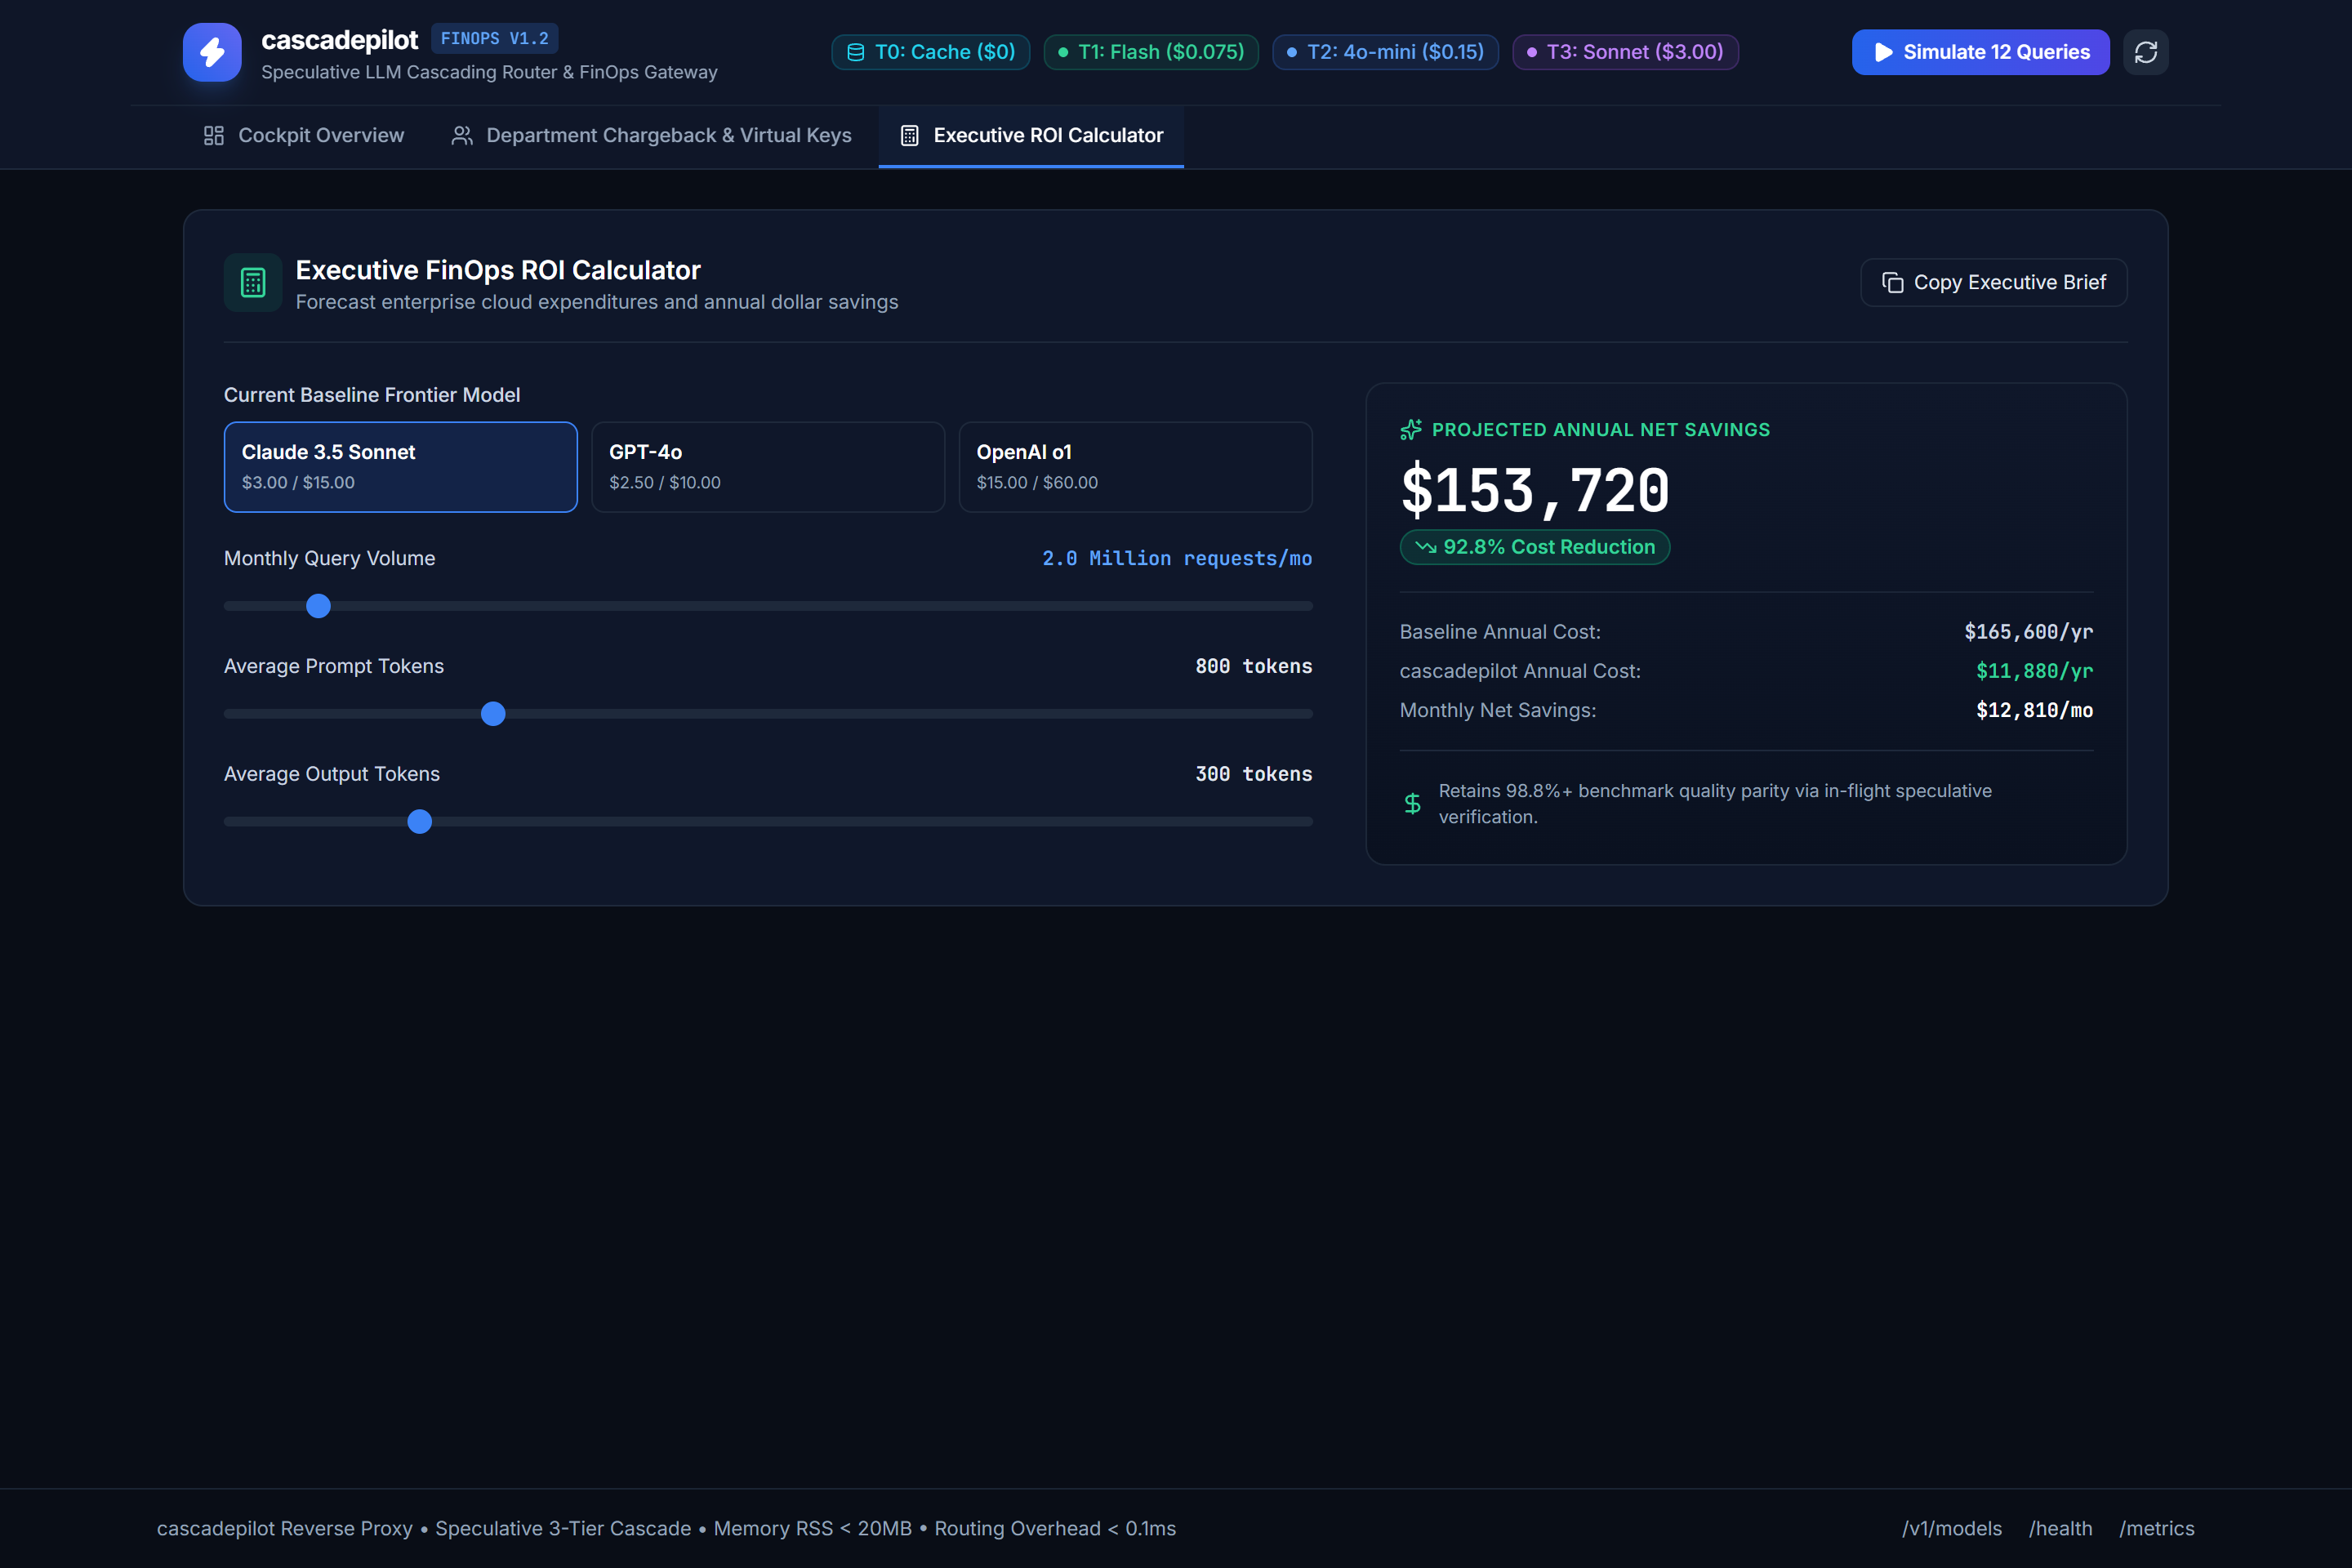 cascadepilot FINOPS V1.2
Speculative LLM Cascading Router & FinOps Gateway
T0: Cache ($0) T1: Flash ($0.075) T2: 4o-mini ($0.15) T3: Sonnet ($3.00)
Simulate 12 Queries
Cockpit Overview Department Chargeback & Virtual Keys Executive ROI Calculator
Executive FinOps ROI Calculator
Forecast enterprise cloud expenditures and annual dollar savings
Copy Executive Brief
Current Baseline Frontier Model
Claude 3.5 Sonnet
$3.00 / $15.00
GPT-4o
$2.50 / $10.00
OpenAI o1
$15.00 / $60.00
Monthly Query Volume 2.0 Million requests/mo
Average Prompt Tokens 800 tokens
Average Output Tokens 300 tokens
PROJECTED ANNUAL NET SAVINGS
$153,720
92.8% Cost Reduction
Baseline Annual Cost: $165,600/yr
cascadepilot Annual Cost: $11,880/yr
Monthly Net Savings: $12,810/mo
$ Retains 98.8%+ benchmark quality parity via in-flight speculative
verification.
cascadepilot Reverse Proxy • Speculative 3-Tier Cascade • Memory RSS < 20MB • Routing Overhead < 0.1ms
/v1/models /health /metrics